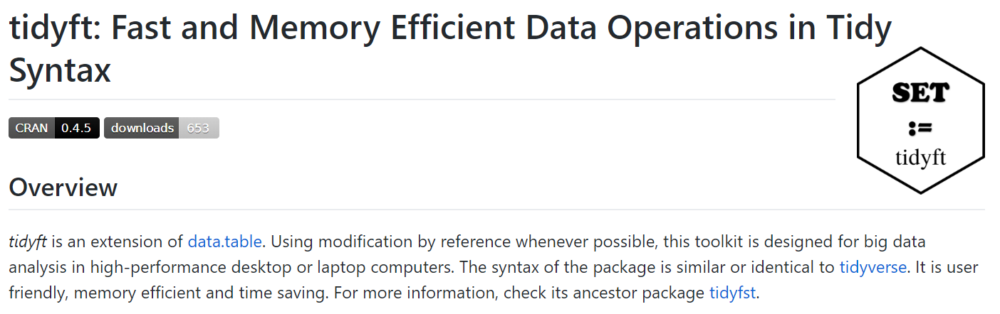 tidyft: Fast and Memory Efficient Data Operations in Tidy
Syntax
SET
:=
tidyft
CRAN 0.4.5 downloads 653
Overview
tidyft is an extension of data.table. Using modification by reference whenever possible, this toolkit is designed for big data
analysis in high-performance desktop or laptop computers. The syntax of the package is similar or identical to tidyverse. It is user
friendly, memory efficient and time saving. For more information, check its ancestor package tidyfst.